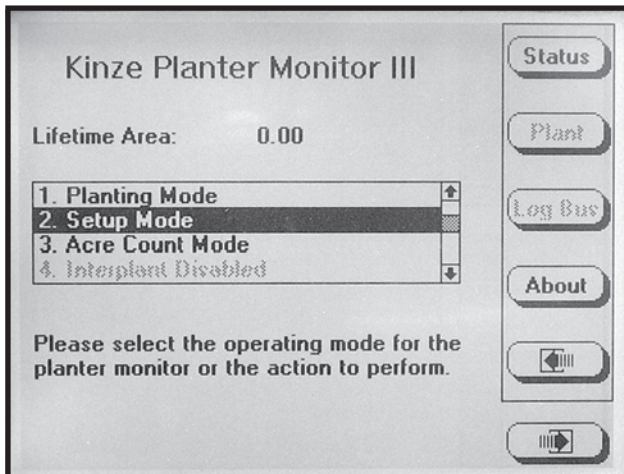 Kinze Planter Monitor III
Lifetime Area: 0.00
1. Planting Mode
2. Setup Mode
3. Acre Count Mode
4. Interplant Disabled
Please select the operating mode for the
planter monitor or the action to perform.
Status
Plant
Log Bus
About